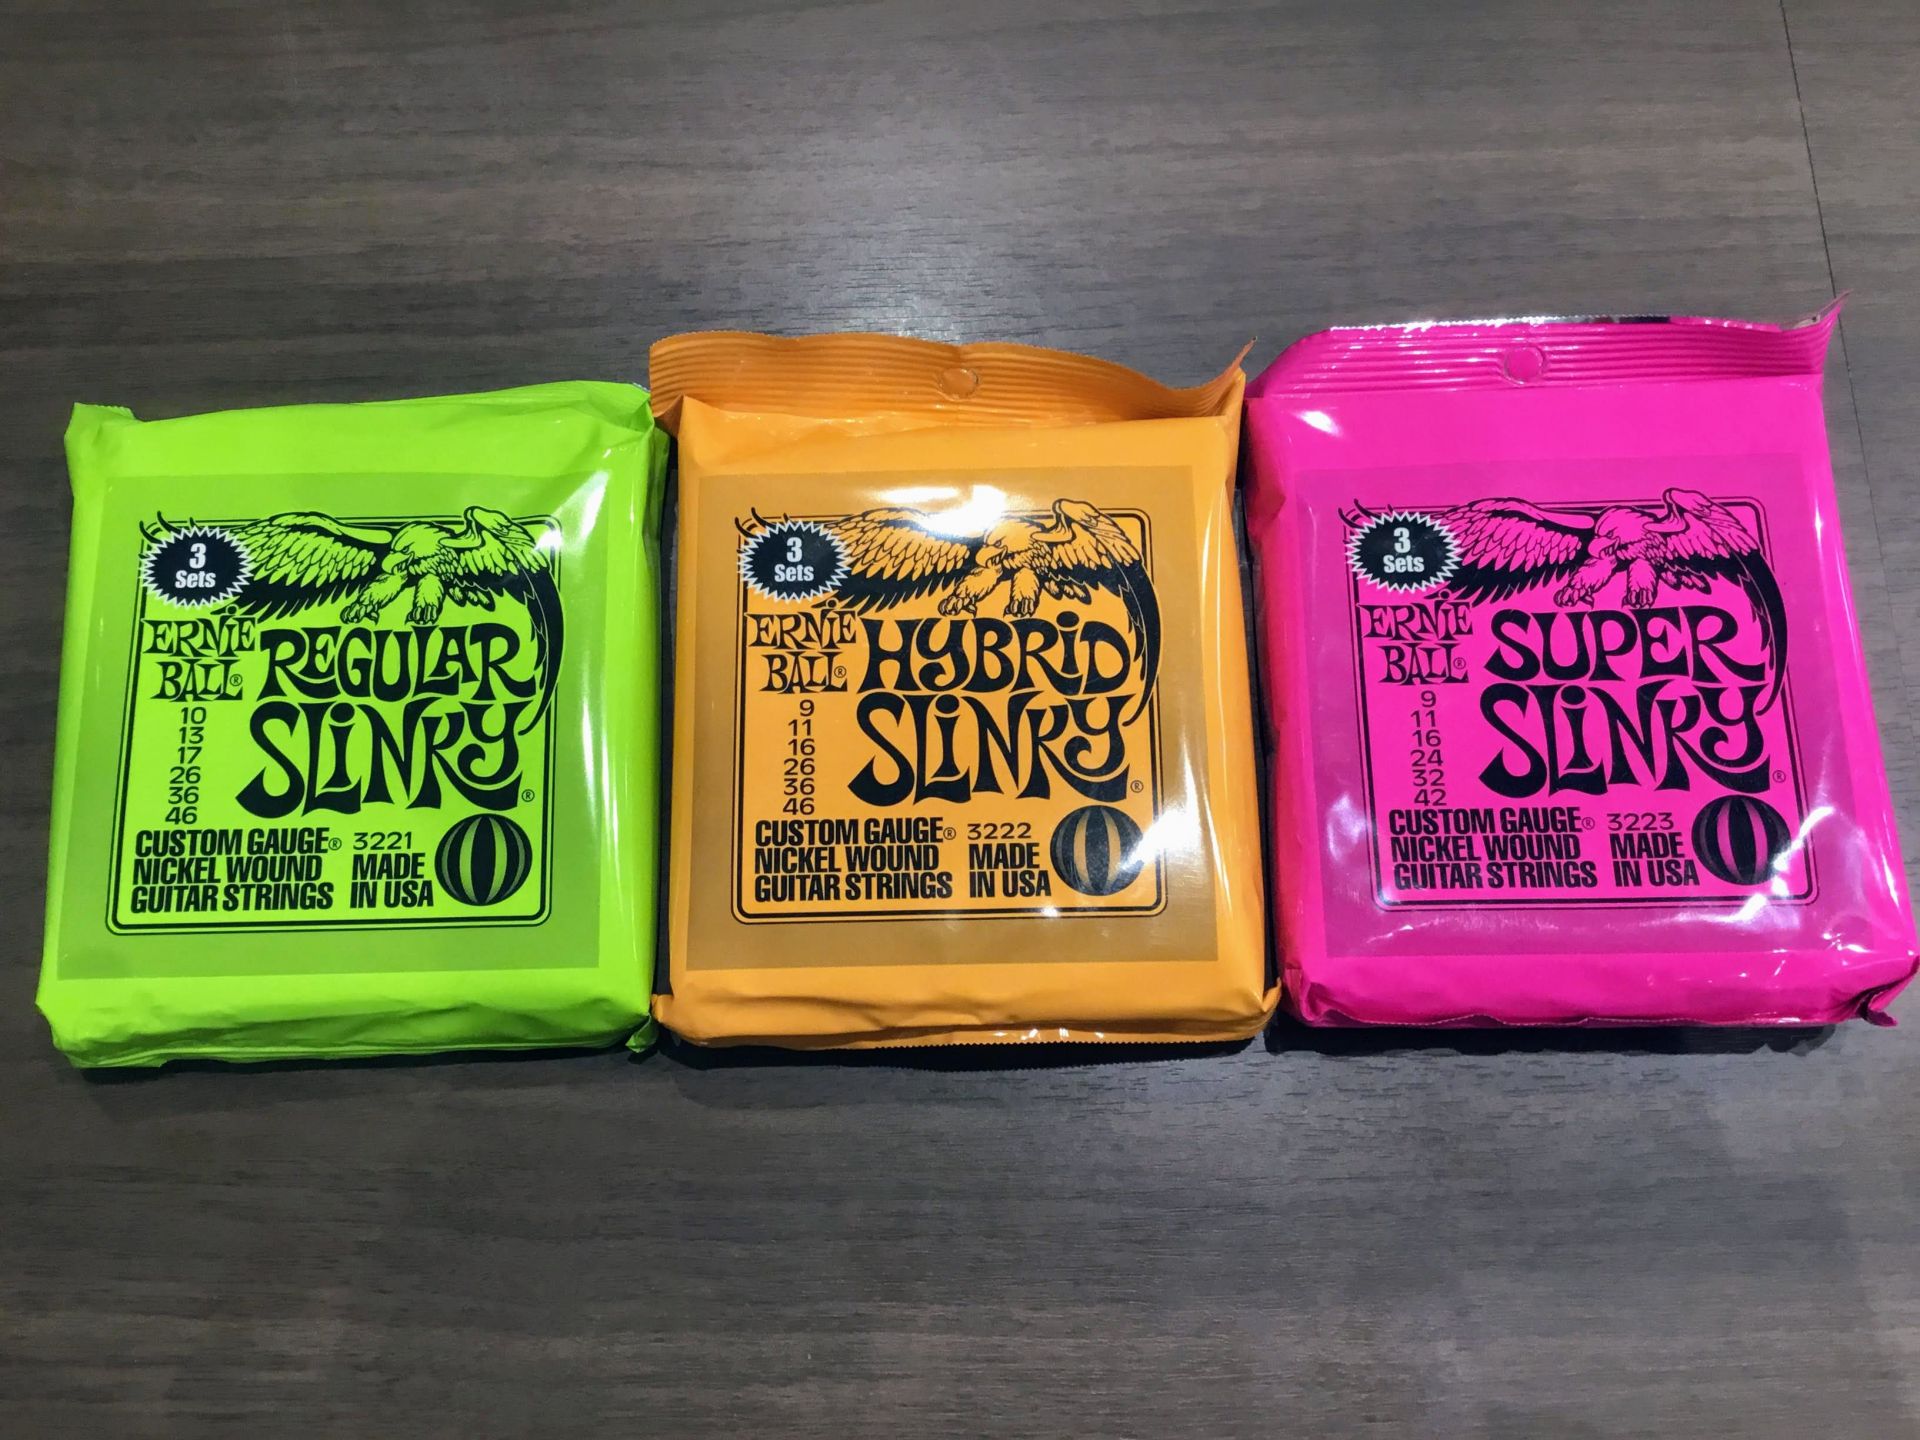 3
Sets
ERNIE
BALL®
REGULAR
SLINKY®
10
13
17
26
36
46
CUSTOM GAUGE® 3221
NICKEL WOUND MADE
GUITAR STRINGS IN USA
3
Sets
ERNIE
BALL®
HYBRID
SLINKY®
9
11
16
26
36
46
CUSTOM GAUGE® 3222
NICKEL WOUND MADE
GUITAR STRINGS IN USA
3
Sets
ERNIE
BALL®
SUPER
SLINKY®
9
11
16
24
32
42
CUSTOM GAUGE® 3223
NICKEL WOUND MADE
GUITAR STRINGS IN USA